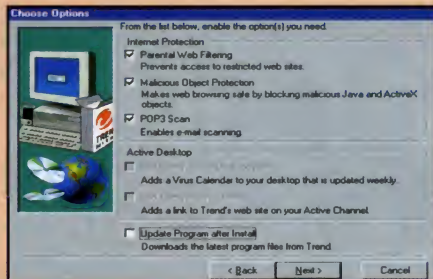 Choose Options
From the list below, enable the option(s) you need.
Internet Protection
Parental Web Filtering
Prevents access to restricted web sites.
Malicious Object Protection
Makes web browsing safe by blocking malicious Java and ActiveX
objects.
POP3 Scan
Enables e-mail scanning
Active Desktop
Adds a Virus Calendar to your desktop that is updated weekly.
Adds a link to Trend's web site on your Active Channel.
Update Program after Install
Downloads the latest program files from Trend.
< Back
Next >
Cancel